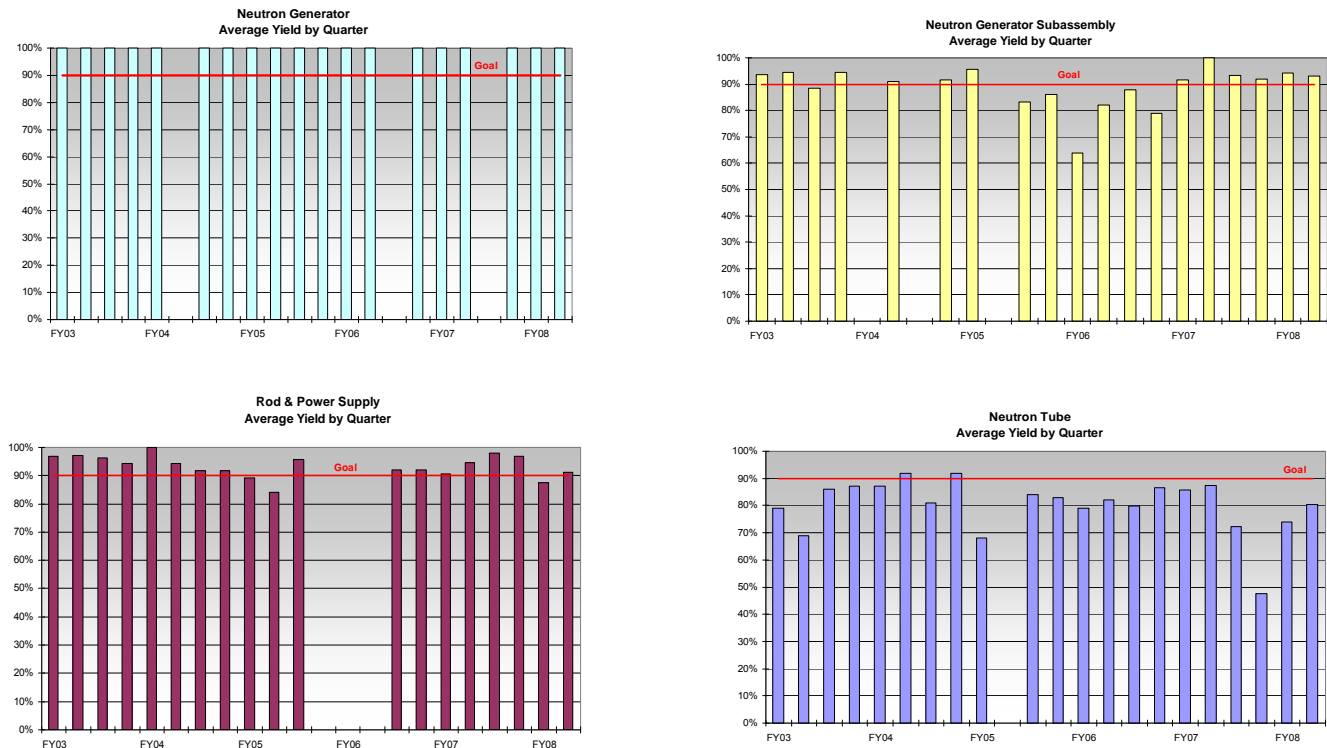 Neutron Generator
Average Yield by Quarter
100%
90%
80%
70%
60%
50%
40%
30%
20%
10%
0%
Goal
FY03 FY04 FY05 FY06 FY07 FY08
Neutron Generator Subassembly
Average Yield by Quarter
100%
90%
80%
70%
60%
50%
40%
30%
20%
10%
0%
Goal
FY03 FY04 FY05 FY06 FY07 FY08
Rod & Power Supply
Average Yield by Quarter
100%
90%
80%
70%
60%
50%
40%
30%
20%
10%
0%
Goal
FY03 FY04 FY05 FY06 FY07 FY08
Neutron Tube
Average Yield by Quarter
100%
90%
80%
70%
60%
50%
40%
30%
20%
10%
0%
Goal
FY03 FY04 FY05 FY06 FY07 FY08